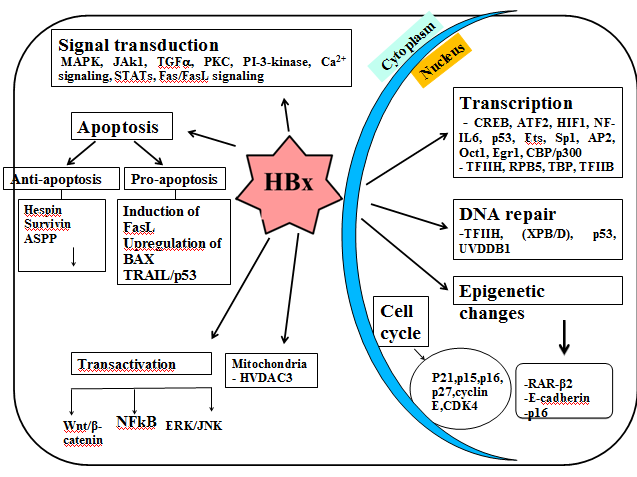 Signal transduction
MAPK, JAk1, TGFα, PKC, PI-3-kinase, Ca2+
signaling, STATs, Fas/FasL signaling
Cytoplasm
Nucleus
Transcription
- CREB, ATF2, HIF1, NF-
IL6, p53, Ets, Sp1, AP2,
Oct1, Egr1, CBP/p300
- TFIIH, RPB5, TBP, TFIIB
Apoptosis
Anti-apoptosis
Pro-apoptosis
HBx
Hespin
Survivin
ASPP
Induction of
FasL
Upregulation of
BAX
TRAIL/p53
DNA repair
-TFIIH, (XPB/D), p53,
UVDDB1
Epigenetic
changes
Cell
cycle
P21,p15,p16,
p27,cyclin
E,CDK4
-RAR-β2
-E-cadherin
-p16
Transactivation
Mitochondria
- HVDAC3
Wnt/β-
catenin
NFkB
ERK/JNK